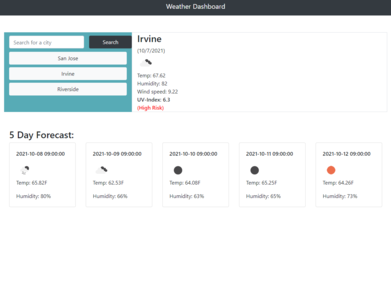 Weather Dashboard
Search for a city
Search
San Jose
Irvine
Riverside
Irvine
(10/7/2021)
Temp: 67.62
Humidity: 82
Wind speed: 9.22
UV-Index: 6.3
(High Risk)
5 Day Forecast:
2021-10-08 09:00:00
Temp: 65.82F
Humidity: 80%
2021-10-09 09:00:00
Temp: 62.53F
Humidity: 66%
2021-10-10 09:00:00
Temp: 64.08F
Humidity: 63%
2021-10-11 09:00:00
Temp: 65.25F
Humidity: 65%
2021-10-12 09:00:00
Temp: 64.26F
Humidity: 73%